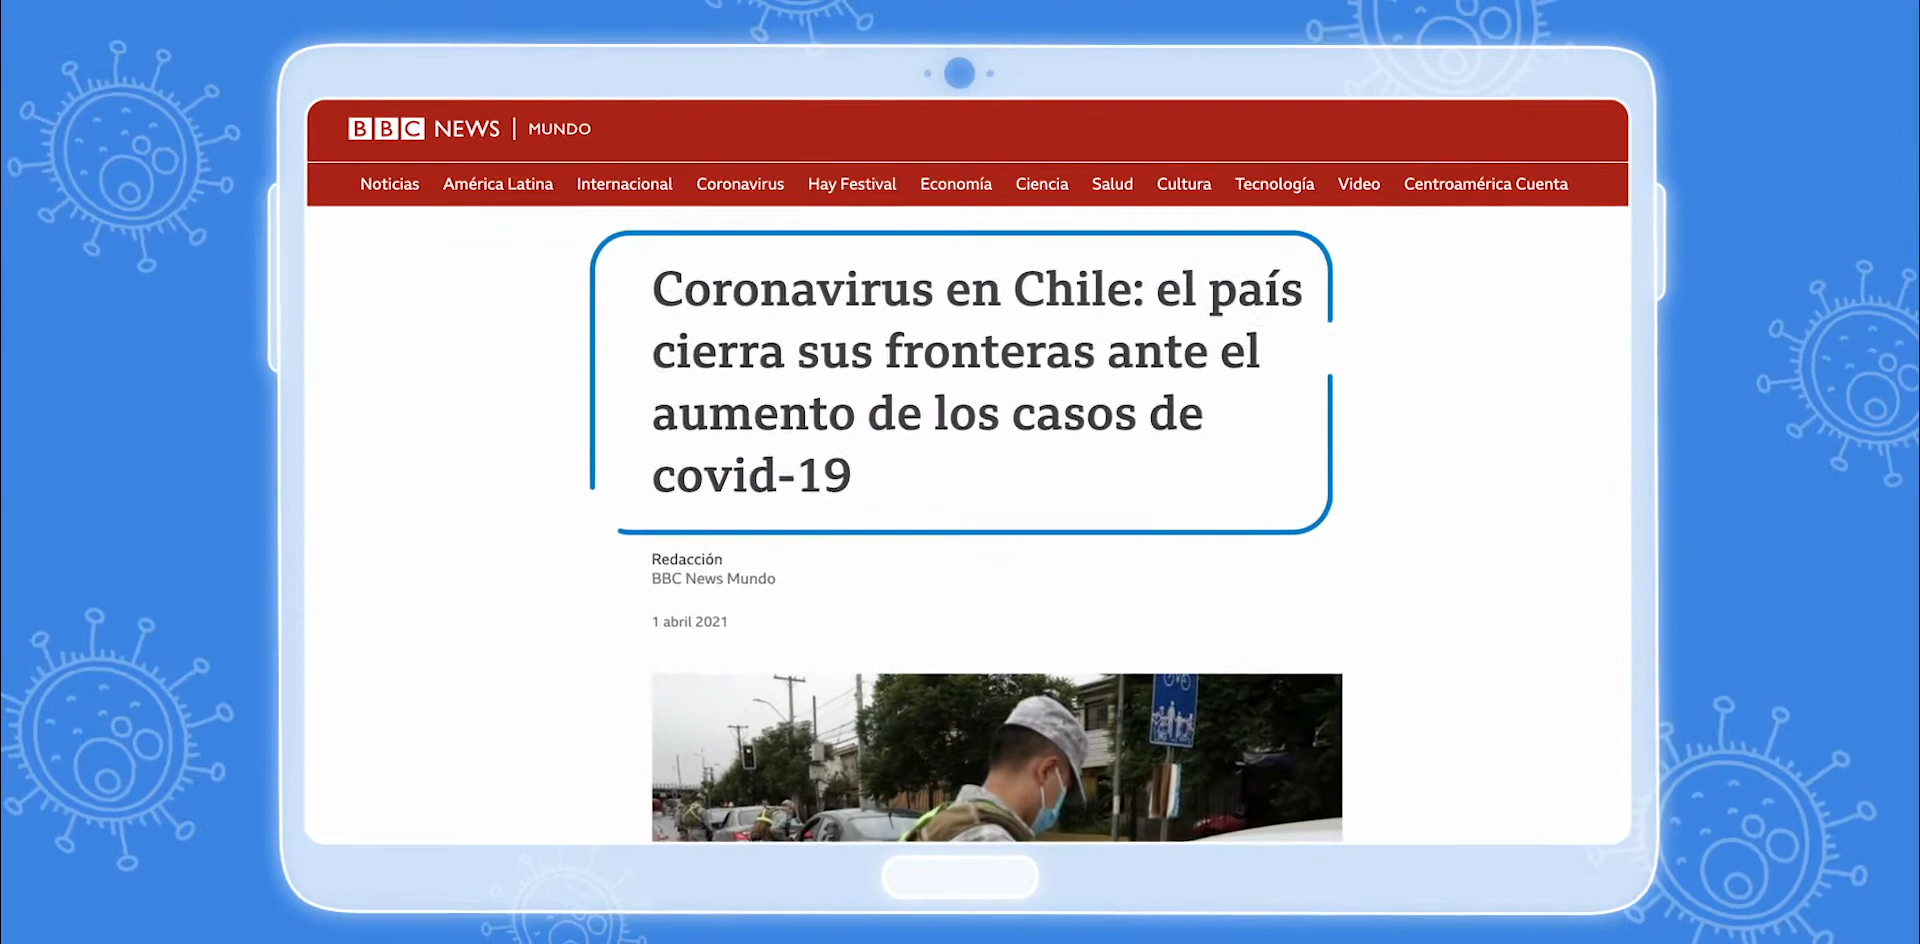 BBC NEWS | MUNDO
Noticias América Latina Internacional Coronavirus Hay Festival Economía Ciencia Salud Cultura Tecnología Video Centroamérica Cuenta
Coronavirus en Chile: el país
cierra sus fronteras ante el
aumento de los casos de
covid-19
Redacción
BBC News Mundo
1 abril 2021